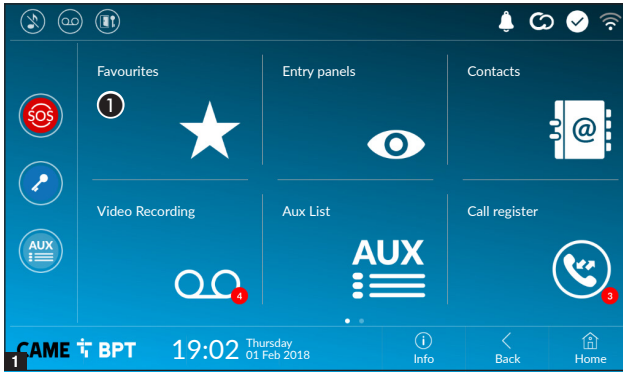 Favourites
Entry panels
Contacts
1
SOS
@
Video Recording
Aux List
Call register
AUX
AUX
4
3
CAME BPT
19:02
Thursday
01 Feb 2018
Info
Back
Home
1